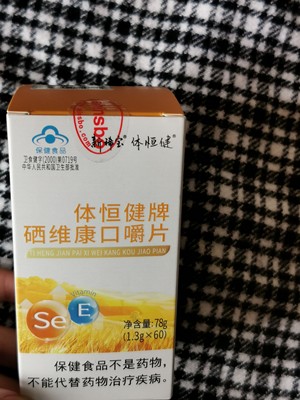 新稀宝® 体恒健®
保健食品
卫食健字(2000)第0719号
中华人民共和国卫生部批准
体恒健牌
硒维康口嚼片
TI HENG JIAN PAI XI WEI KANG KOU JIAO PIAN
Vitamin
Se E
净含量:78g
(1.3g×60)
保健食品不是药物,
不能代替药物治疗疾病。